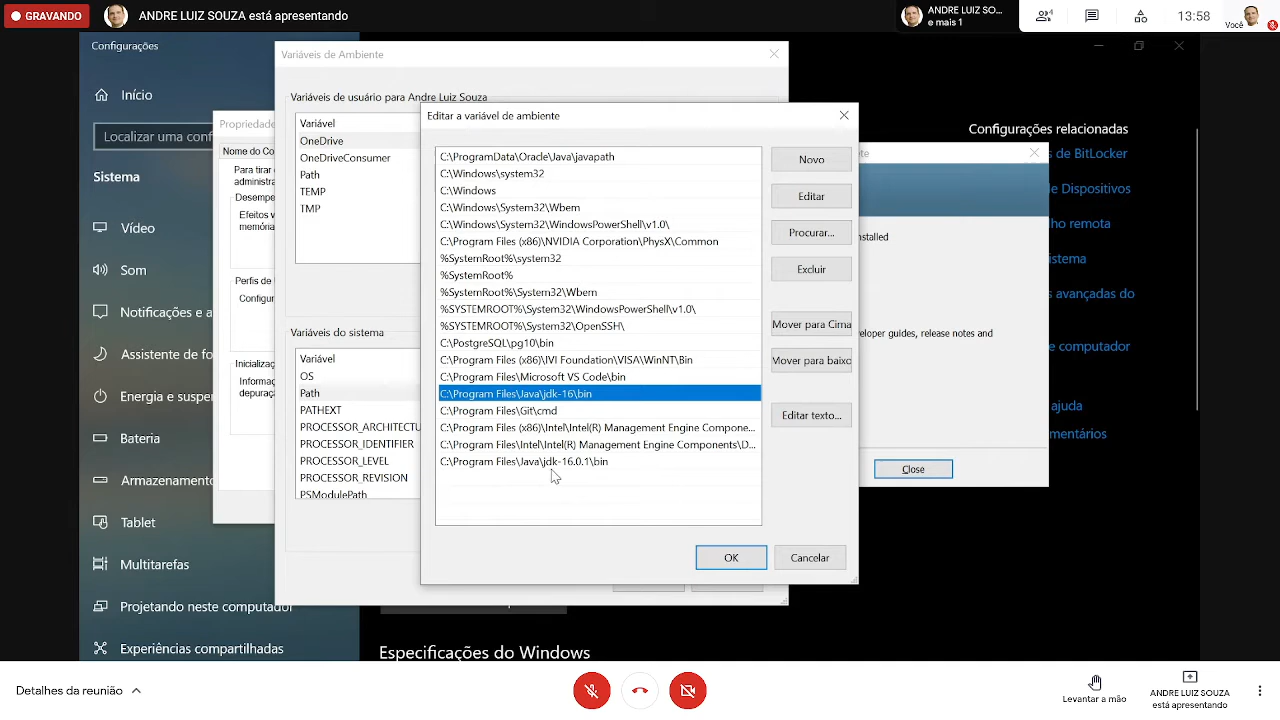 GRAVANDO
ANDRE LUIZ SOUZA está apresentando
ANDRE LUIZ SO...
e mais 1
4
13:58
Você
Configurações
Início
Localizar uma conf
Sistema
Vídeo
Som
Notificações e a
Assistente de fo
Energia e suspen
Bateria
Armazenamento
Tablet
Multitarefas
Projetando neste computador
Experiências compartilhadas
Propriedade
Nome do Co
Para tirar
administra
Desempe
Efeitos v
memória
Perfis de
Configur
Inicializaç
Informaç
depuraç
Variáveis de Ambiente
Variáveis de usuário para Andre Luiz Souza
Variável
OneDrive
OneDriveConsumer
Path
TEMP
TMP
Variáveis do sistema
Variável
OS
Path
PATHEXT
PROCESSOR_ARCHITECTU
PROCESSOR_IDENTIFIER
PROCESSOR_LEVEL
PROCESSOR_REVISION
PSModulePath
Editar a variável de ambiente
C:\ProgramData\Oracle\Java\javapath
C:\Windows\system32
C:\Windows
C:\Windows\System32\Wbem
C:\Windows\System32\WindowsPowerShell\v1.0\
C:\Program Files (x86)\NVIDIA Corporation\PhysX\Common
%SystemRoot%\system32
%SystemRoot%
%SystemRoot%\System32\Wbem
%SYSTEMROOT%\System32\WindowsPowerShell\v1.0\
%SYSTEMROOT%\System32\OpenSSH\
C:\PostgreSQL\pg10\bin
C:\Program Files (x86)\IVI Foundation\VISA\WinNT\Bin
C:\Program Files\Microsoft VS Code\bin
C:\Program Files\Java\jdk-16\bin
C:\Program Files\Git\cmd
C:\Program Files (x86)\Intel\Intel(R) Management Engine Compone...
C:\Program Files\Intel\Intel(R) Management Engine Components\D...
C:\Program Files\Java\jdk-16.0.1\bin
Novo
Editar
Procurar...
Excluir
Mover para Cima
Mover para baixo
Editar texto...
OK
Cancelar
ete
stalled
eloper guides, release notes and
Close
Configurações relacionadas
s de BitLocker
e Dispositivos
ho remota
istema
s avançadas do
e computador
ajuda
mentários
Especificações do Windows
Detalhes da reunião
Levantar a mão
ANDRE LUIZ SOUZA
está apresentando